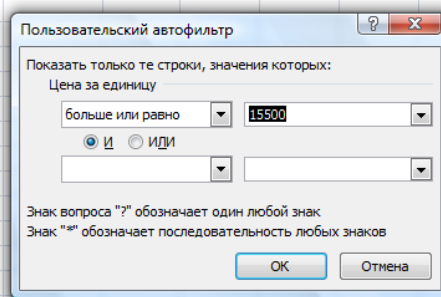 Пользовательский автофильтр
Показать только те строки, значения которых:
Цена за единицу
больше или равно 15500
И ИЛИ
Знак вопроса "?" обозначает один любой знак
Знак "*" обозначает последовательность любых знаков
ОК Отмена